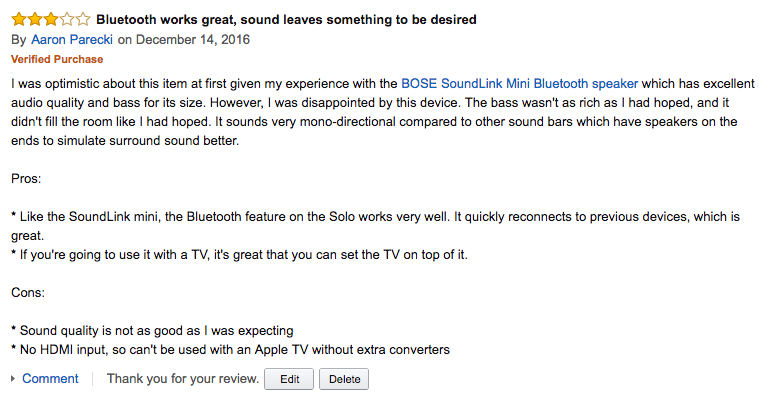 Bluetooth works great, sound leaves something to be desired
By Aaron Parecki on December 14, 2016
Verified Purchase
I was optimistic about this item at first given my experience with the BOSE SoundLink Mini Bluetooth speaker which has excellent
audio quality and bass for its size. However, I was disappointed by this device. The bass wasn't as rich as I had hoped, and it
didn't fill the room like I had hoped. It sounds very mono-directional compared to other sound bars which have speakers on the
ends to simulate surround sound better.
Pros:
* Like the SoundLink mini, the Bluetooth feature on the Solo works very well. It quickly reconnects to previous devices, which is
great.
* If you're going to use it with a TV, it's great that you can set the TV on top of it.
Cons:
* Sound quality is not as good as I was expecting
* No HDMI input, so can't be used with an Apple TV without extra converters
Comment Thank you for your review. Edit Delete